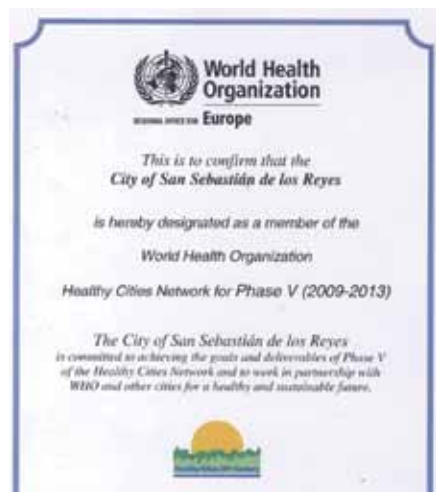 World Health
Organization
REGIONAL OFFICE FOR Europe
This is to confirm that the
City of San Sebastián de los Reyes
is hereby designated as a member of the
World Health Organization
Healthy Cities Network for Phase V (2009-2013)
The City of San Sebastián de los Reyes
is committed to achieving the goals and deliverables of Phase V
of the Healthy Cities Network and to work in partnership with
WHO and other cities for a healthy and sustainable future.